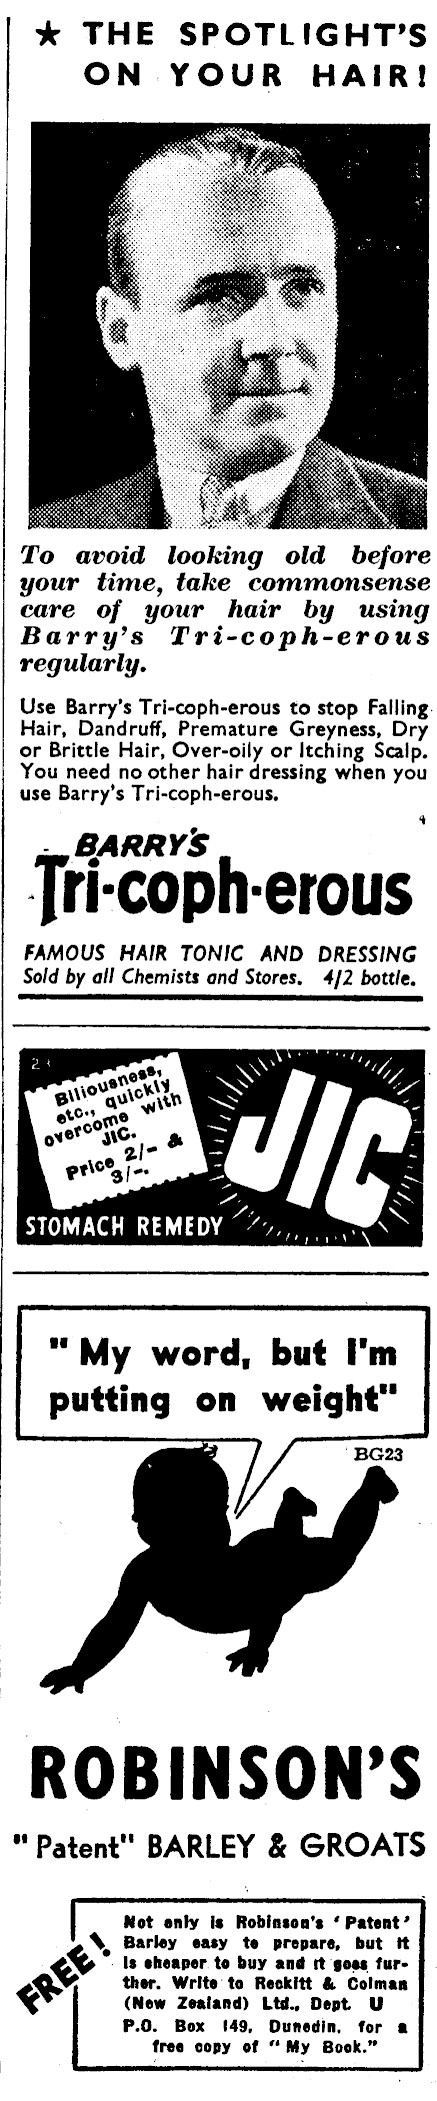 ★ THE SPOTLIGHT'S
ON YOUR HAIR!
To avoid looking old before
your time, take commonsense
care of your hair by using
Barry's Tri-coph-erous
regularly.
Use Barry's Tri-coph-erous to stop Falling
Hair, Dandruff, Premature Greyness, Dry
or Brittle Hair, Over-oily or Itching Scalp.
You need no other hair dressing when you
use Barry's Tri-coph-erous.
4
BARRY'S
Tri-coph-erous
FAMOUS HAIR TONIC AND DRESSING
Sold by all Chemists and Stores. 4/2 bottle.
Biliousness,
etc., quickly
overcome with
JIC.
Price 2/- &
3/-.
JIC
STOMACH REMEDY
"My word, but I'm
putting on weight"
BG23
ROBINSON'S
"Patent" BARLEY & GROATS
FREE!
Not only is Robinson's 'Patent'
Barley easy to prepare, but it
is cheaper to buy and it goes fur-
ther. Write to Reckitt & Colman
(New Zealand) Ltd., Dept. U
P.O. Box 149, Dunedin, for a
free copy of "My Book."